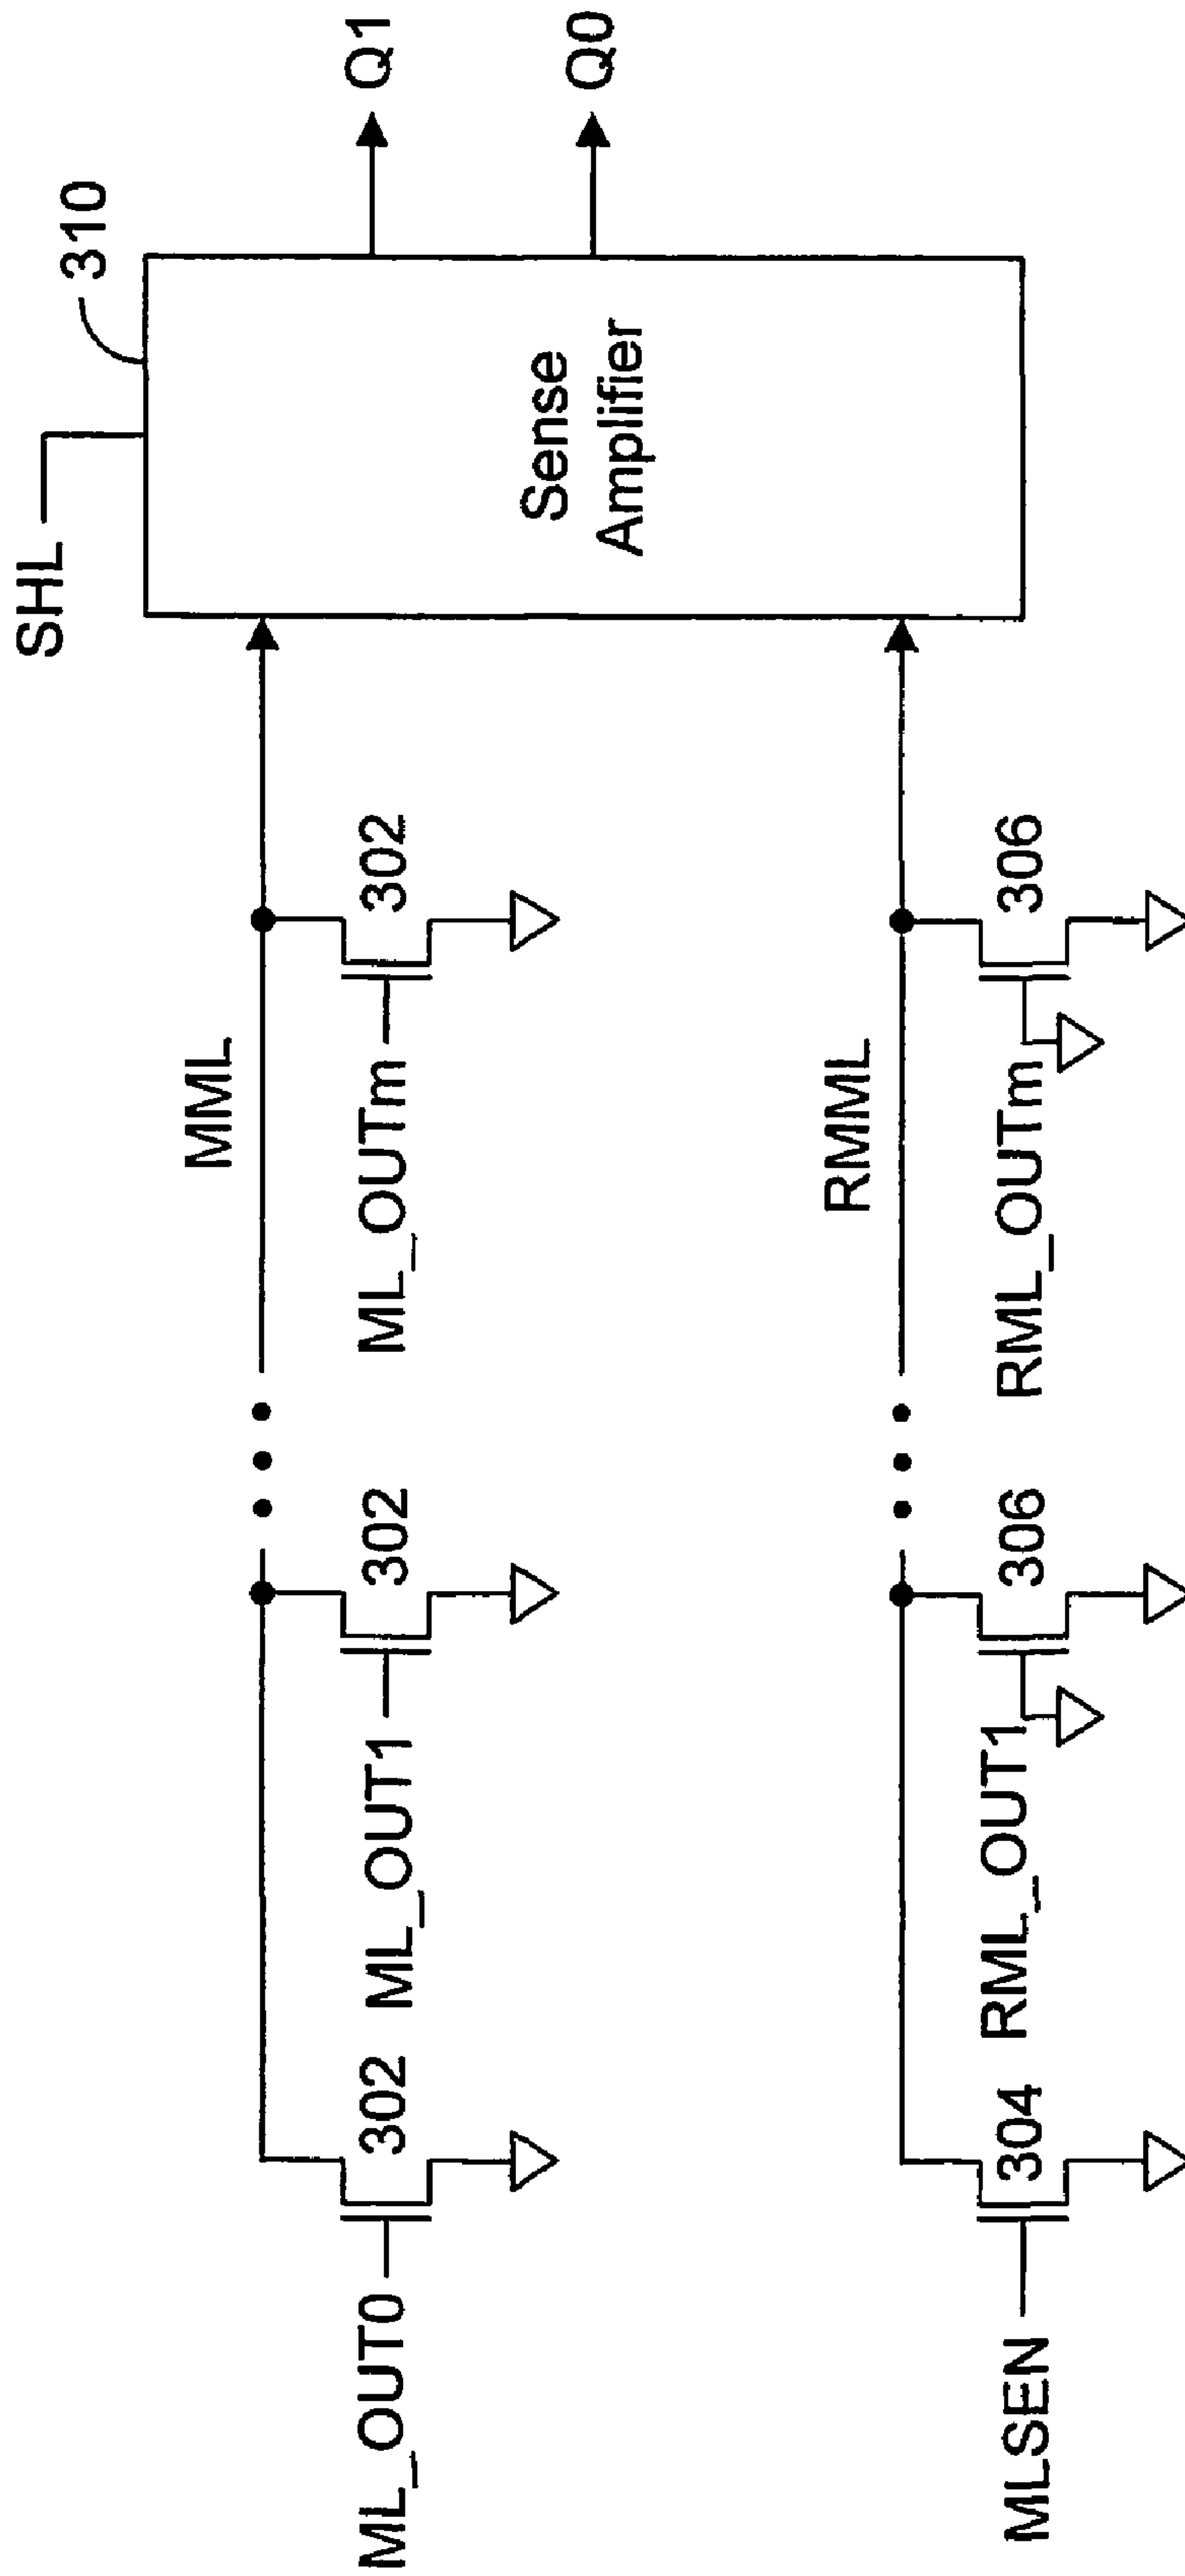 SHL
310
Q1
Q0
Sense
Amplifier
MML
302
302
302
ML_OUT0
ML_OUT1
ML_OUTm
RMML
304
306
306
MLSEN
RML_OUT1
RML_OUTm